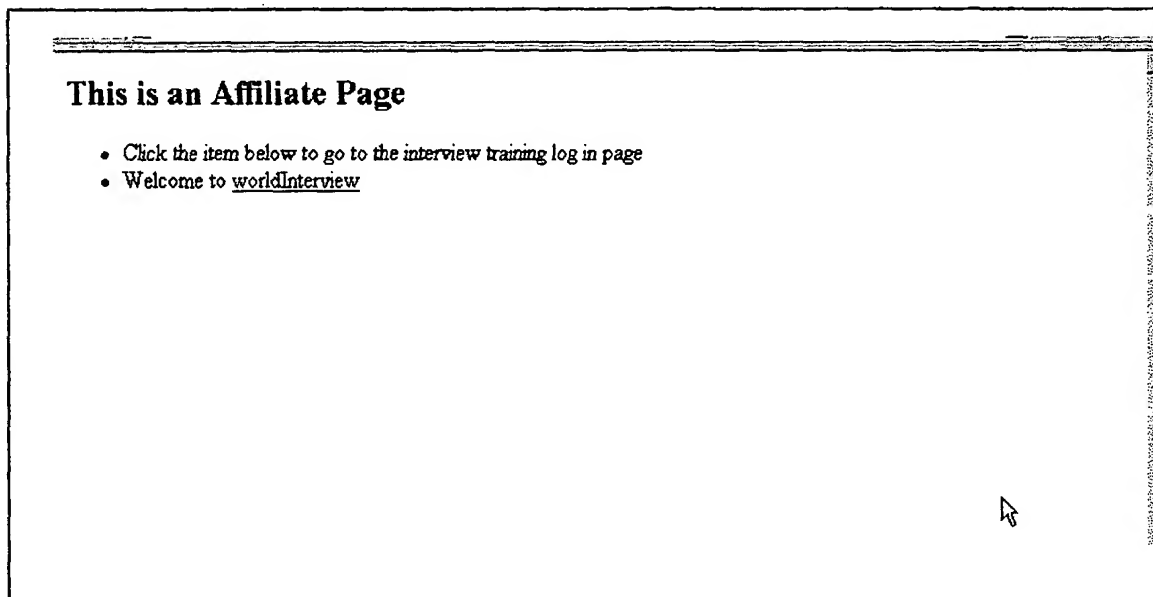 This is an Affiliate Page
Click the item below to go to the interview training log in page
Welcome to worldInterview